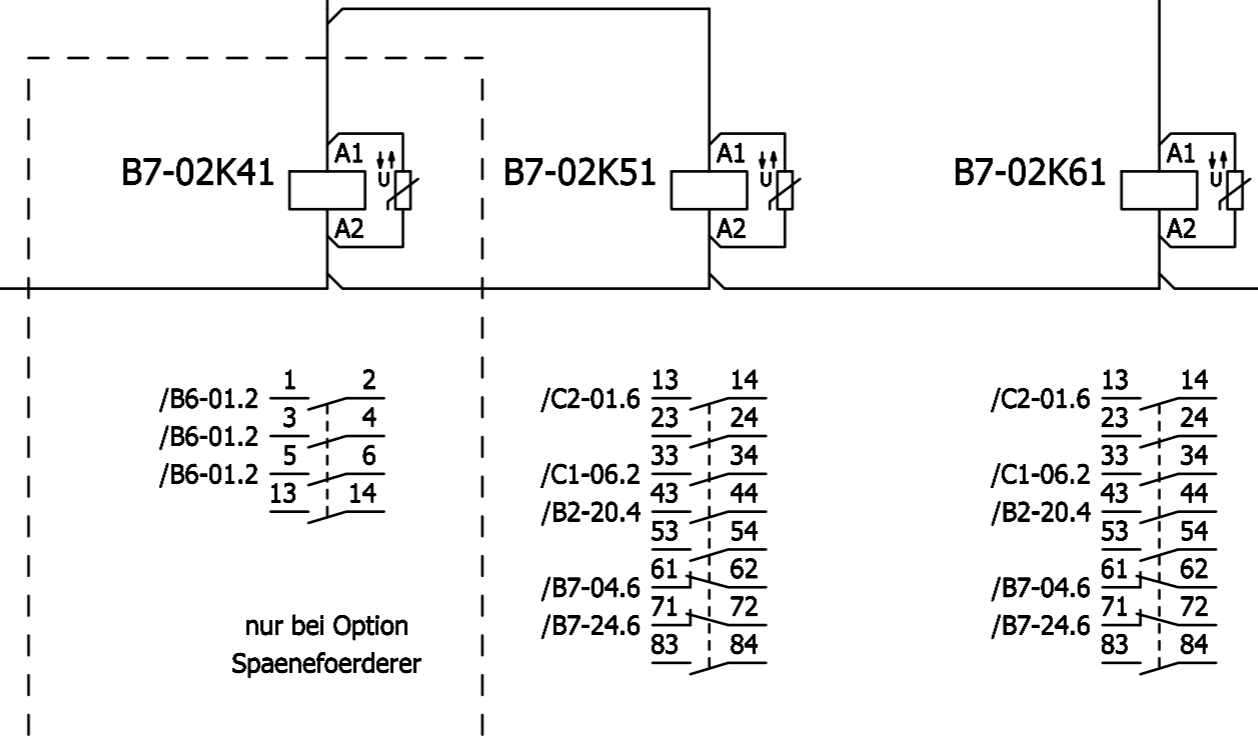 B7-02K41
A1
U
A2
B7-02K51
A1
U
A2
B7-02K61
A1
U
A2
/B6-01.2 1 2
/B6-01.2 3 4
/B6-01.2 5 6
13 14
nur bei Option
Spaenefoerderer
/C2-01.6 13 14
23 24
/C1-06.2 33 34
/B2-20.4 43 44
53 54
/B7-04.6 61 62
/B7-24.6 71 72
83 84
/C2-01.6 13 14
23 24
/C1-06.2 33 34
/B2-20.4 43 44
53 54
/B7-04.6 61 62
/B7-24.6 71 72
83 84